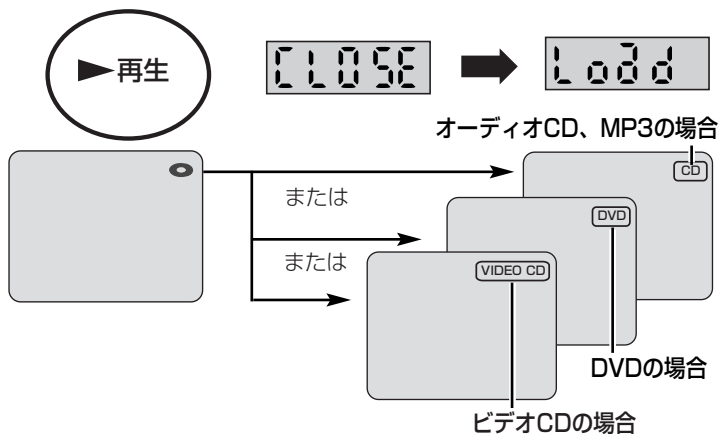 再生
CLOSE
Load
オーディオCD、MP3の場合
CD
または
DVD
または
VIDEO CD
DVDの場合
ビデオCDの場合